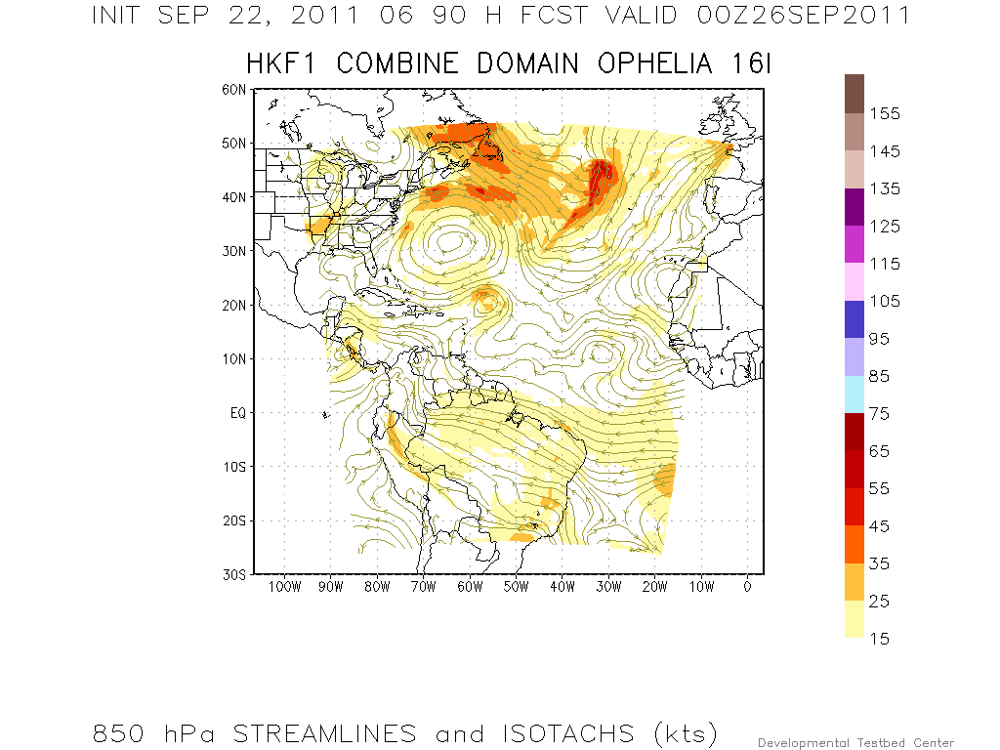 INIT SEP 22, 2011 06 90 H FCST VALID 00Z26SEP2011
HKF1 COMBINE DOMAIN OPHELIA 16I
60N
50N
40N
30N
20N
10N
EQ
10S
20S
30S
100W 90W 80W 70W 60W 50W 40W 30W 20W 10W 0
155
145
135
125
115
105
95
85
75
65
55
45
35
25
15
850 hPa STREAMLINES and ISOTACHS (kts)
Developmental Testbed Center